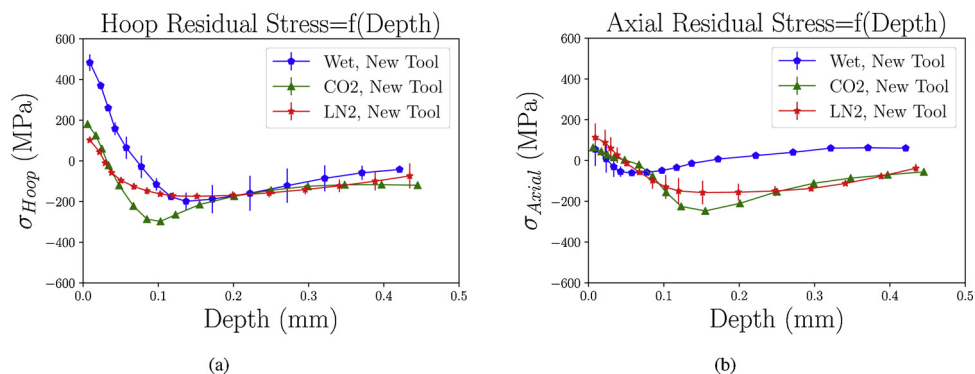 Hoop Residual Stress=f(Depth)
600
400
200
0
−200
−400
−600
σHoop (MPa)
Wet, New Tool
CO2, New Tool
LN2, New Tool
0.0 0.1 0.2 0.3 0.4 0.5
Depth (mm)
(a)
Axial Residual Stress=f(Depth)
600
400
200
0
−200
−400
−600
σAxial (MPa)
Wet, New Tool
CO2, New Tool
LN2, New Tool
0.0 0.1 0.2 0.3 0.4 0.5
Depth (mm)
(b)